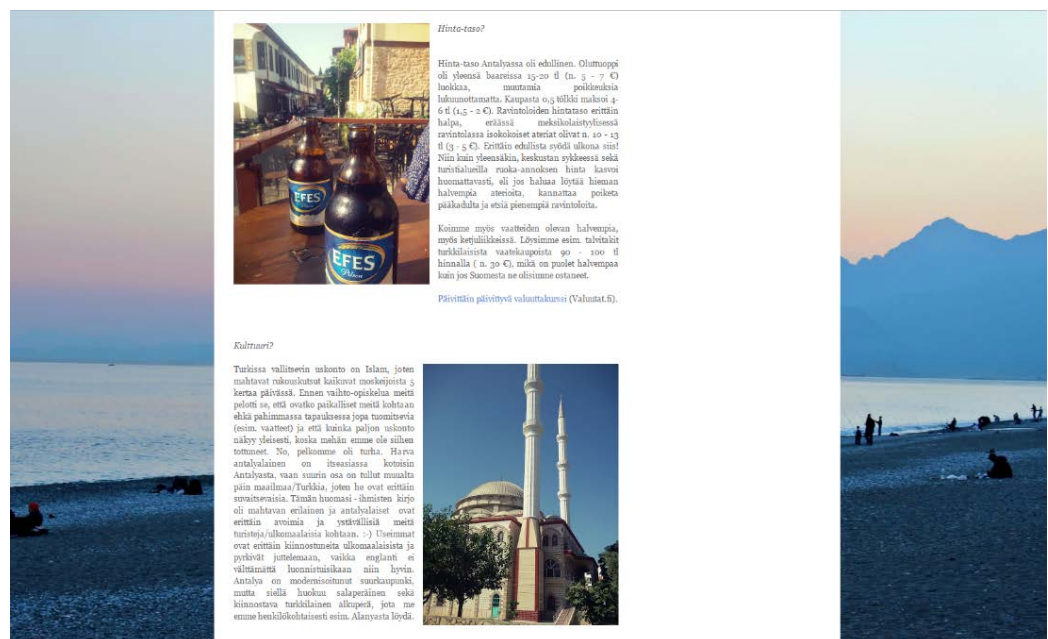 Hinta-taso?
Hinta-taso Antalyassa oli edullinen. Oluttuoppi
oli yleensä baareissa 15-20 tl (n. 5 - 7 €)
luokkaa, muutamia poikkeuksia
lukuunottamatta. Kaupasta 0,5 tölkki maksoi 4-
6 tl (1,5 - 2 €). Ravintoloiden hintataso erittäin
halpa, eräässä meksikolaistyylisessä
ravintolassa isokokoiset ateriat olivat n. 10 - 13
tl (3 - 5 €). Erittäin edullista syödä ulkona siis!
Niin kuin yleensäkin, keskustan sykkeessä sekä
turistialueilla ruoka-annoksen hinta kasvoi
huomattavasti, eli jos haluaa löytää hieman
halvempia aterioita, kannattaa poiketa
pääkadulta ja etsiä pienempiä ravintoloita.
Koimme myös vaatteiden olevan halvempia,
myös ketjuliikkeissä. Löysimme esim. talvitakit
turkkilaisista vaatekaupoista 90 - 100 tl
hinnalla ( n. 30 €), mikä on puolet halvempaa
kuin jos Suomesta ne olisimme ostaneet.
Päivittäin päivittyvä valuuttakurssi (Valuutat.fi).
EFES
EFES
Pilsen
Kulttuuri?
Turkissa vallitsevin uskonto on Islam, joten
mahtavat rukouskutsut kaikuvat moskeijoista 5
kertaa päivässä. Ennen vaihto-opiskelua meitä
pelotti se, että ovatko paikalliset meitä kohtaan
ehkä pahimmassa tapauksessa jopa tuomitsevia
(esim. vaatteet) ja että kuinka paljon uskonto
näkyy yleisesti, koska mehän emme ole siihen
tottuneet. No, pelkomme oli turha. Harva
antalyalainen on itseasiassa kotoisin
Antalyasta, vaan suurin osa on tullut muualta
päin maailmaa/Turkkia, joten he ovat erittäin
suvaitsevaisia. Tämän huomasi - ihmisten kirjo
oli mahtavan erilainen ja antalyalaiset ovat
erittäin avoimia ja ystävällisiä meitä
turisteja/ulkomaalaisia kohtaan. :-) Useimmat
ovat erittäin kiinnostuneita ulkomaalaisista ja
pyrkivät juttelemaan, vaikka englanti ei
välttämättä luonnistuisikaan niin hyvin.
Antalya on modernisoitunut suurkaupunki,
mutta siellä huokuu salaperäinen sekä
kiinnostava turkkilainen alkuperä, jota me
emme henkilökohtaisesti esim. Alanyasta löydä.